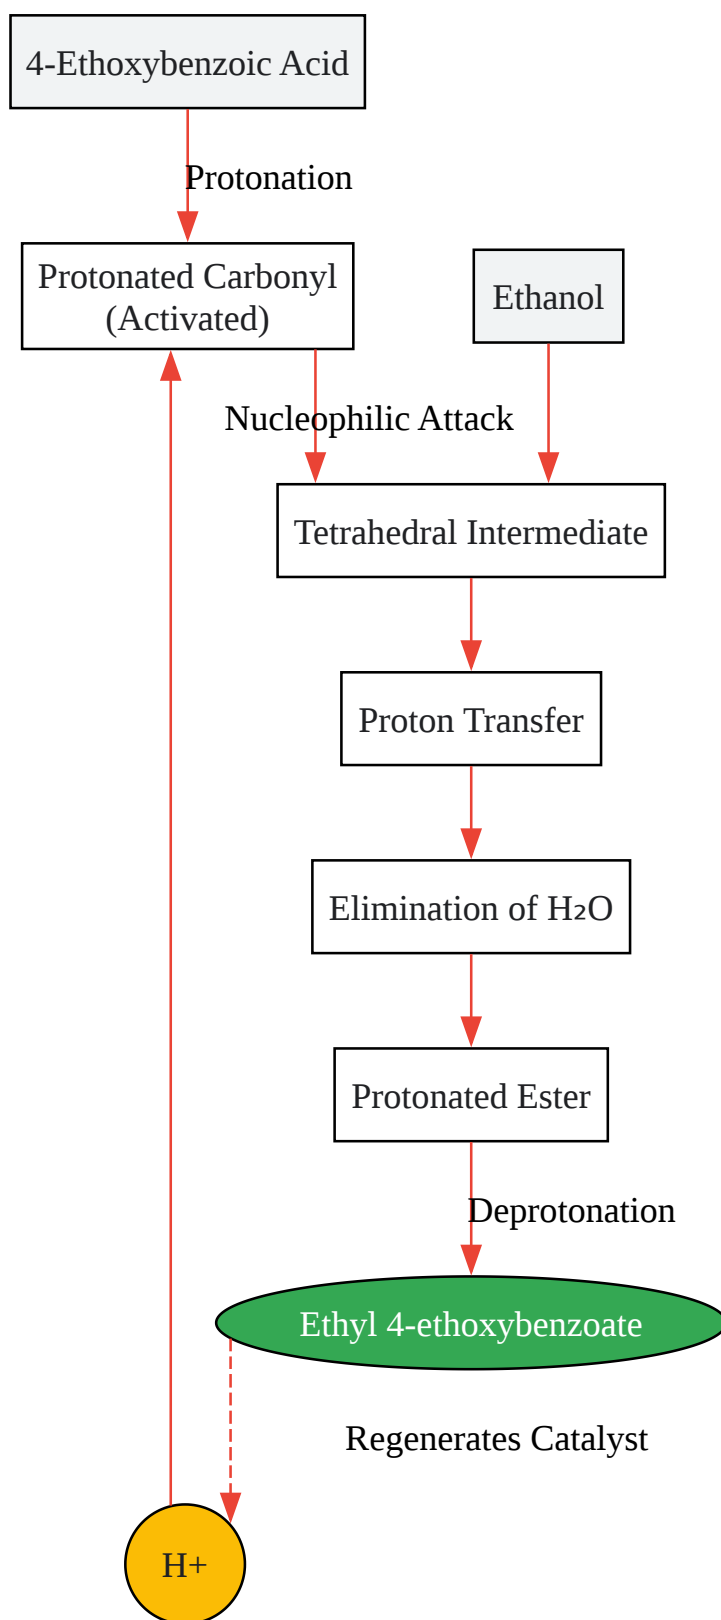 4-Ethoxybenzoic Acid
Protonation
Protonated Carbonyl
(Activated)
Ethanol
Nucleophilic Attack
Tetrahedral Intermediate
Proton Transfer
Elimination of H₂O
Protonated Ester
Deprotonation
Ethyl 4-ethoxybenzoate
Regenerates Catalyst
H+